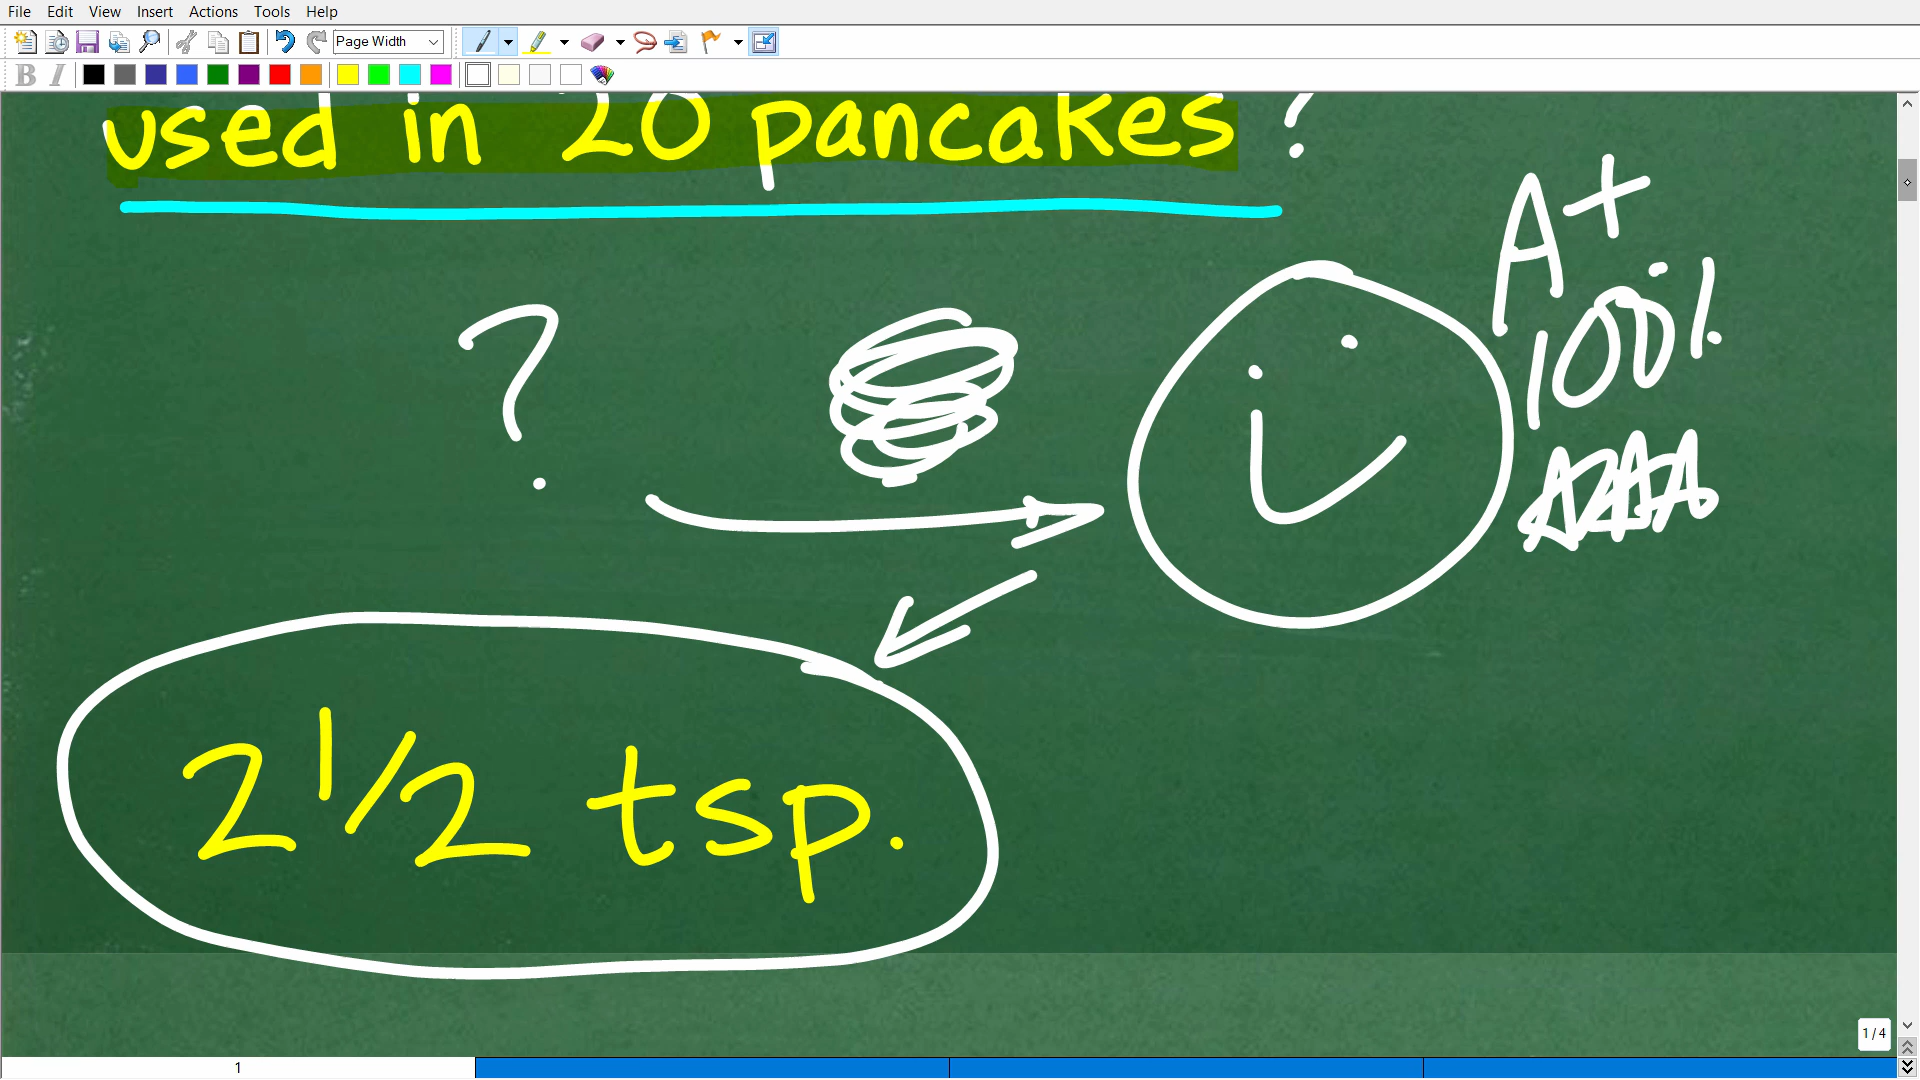 File Edit View Insert Actions Tools Help
Page Width
B I
used in 20 pancakes?
A+
100%
?
2 1/2 tsp.
1 / 4
1